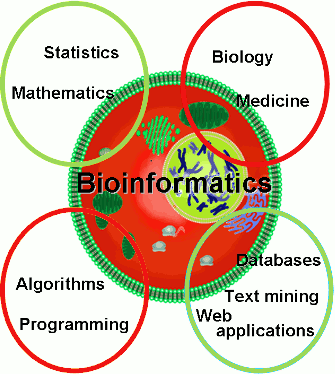 Statistics
Mathematics
Biology
Medicine
Bioinformatics
Algorithms
Programming
Databases
Text mining
Web
applications